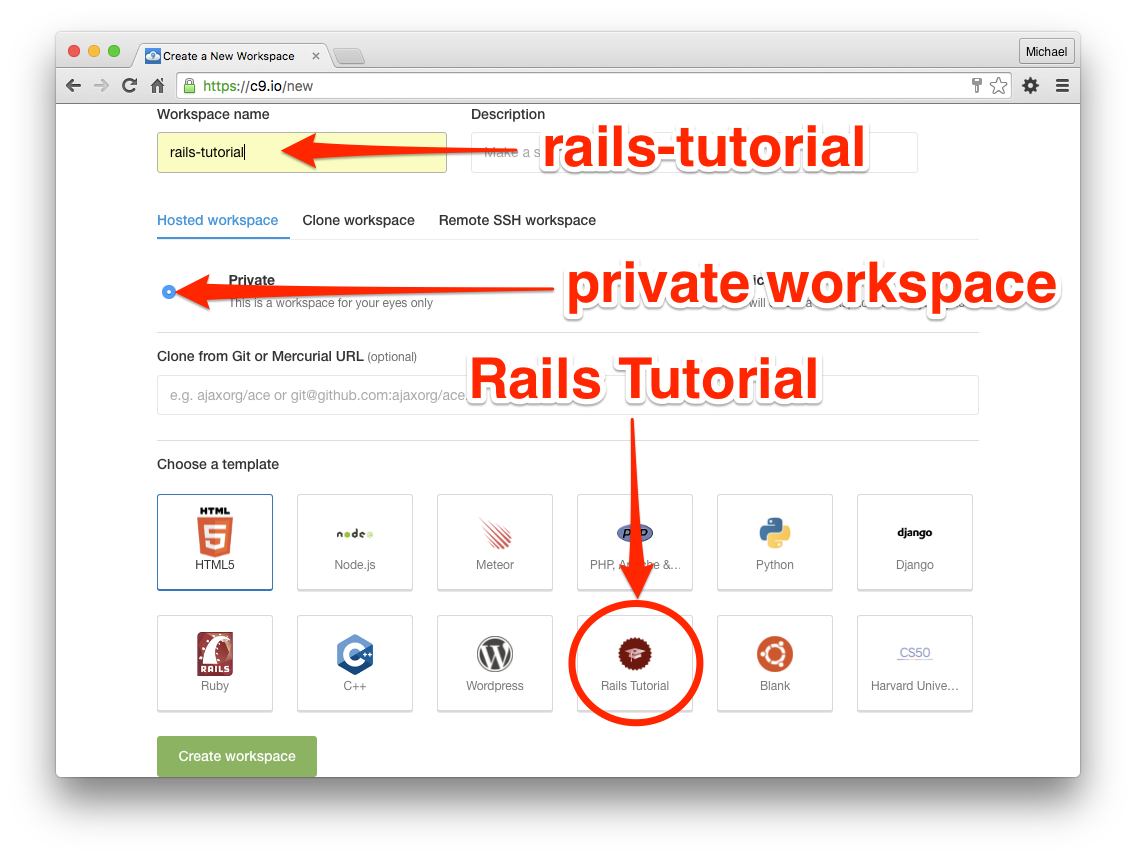 Create a New Workspace
Michael
https://c9.io/new
Workspace name
Description
rails-tutorial
Make a s
rails-tutorial
Hosted workspace
Clone workspace
Remote SSH workspace
Private
This is a workspace for your eyes only
private workspace
will
Clone from Git or Mercurial URL (optional)
Rails Tutorial
e.g. ajaxorg/ace or git@github.com:ajaxorg/ace
Choose a template
HTML
5
HTML5
node
Node.js
Meteor
PHP
PHP, Apache &...
Python
django
Django
RAILS
Ruby
C++
C++
W
Wordpress
Rails Tutorial
Blank
CS50
Harvard Unive...
Create workspace